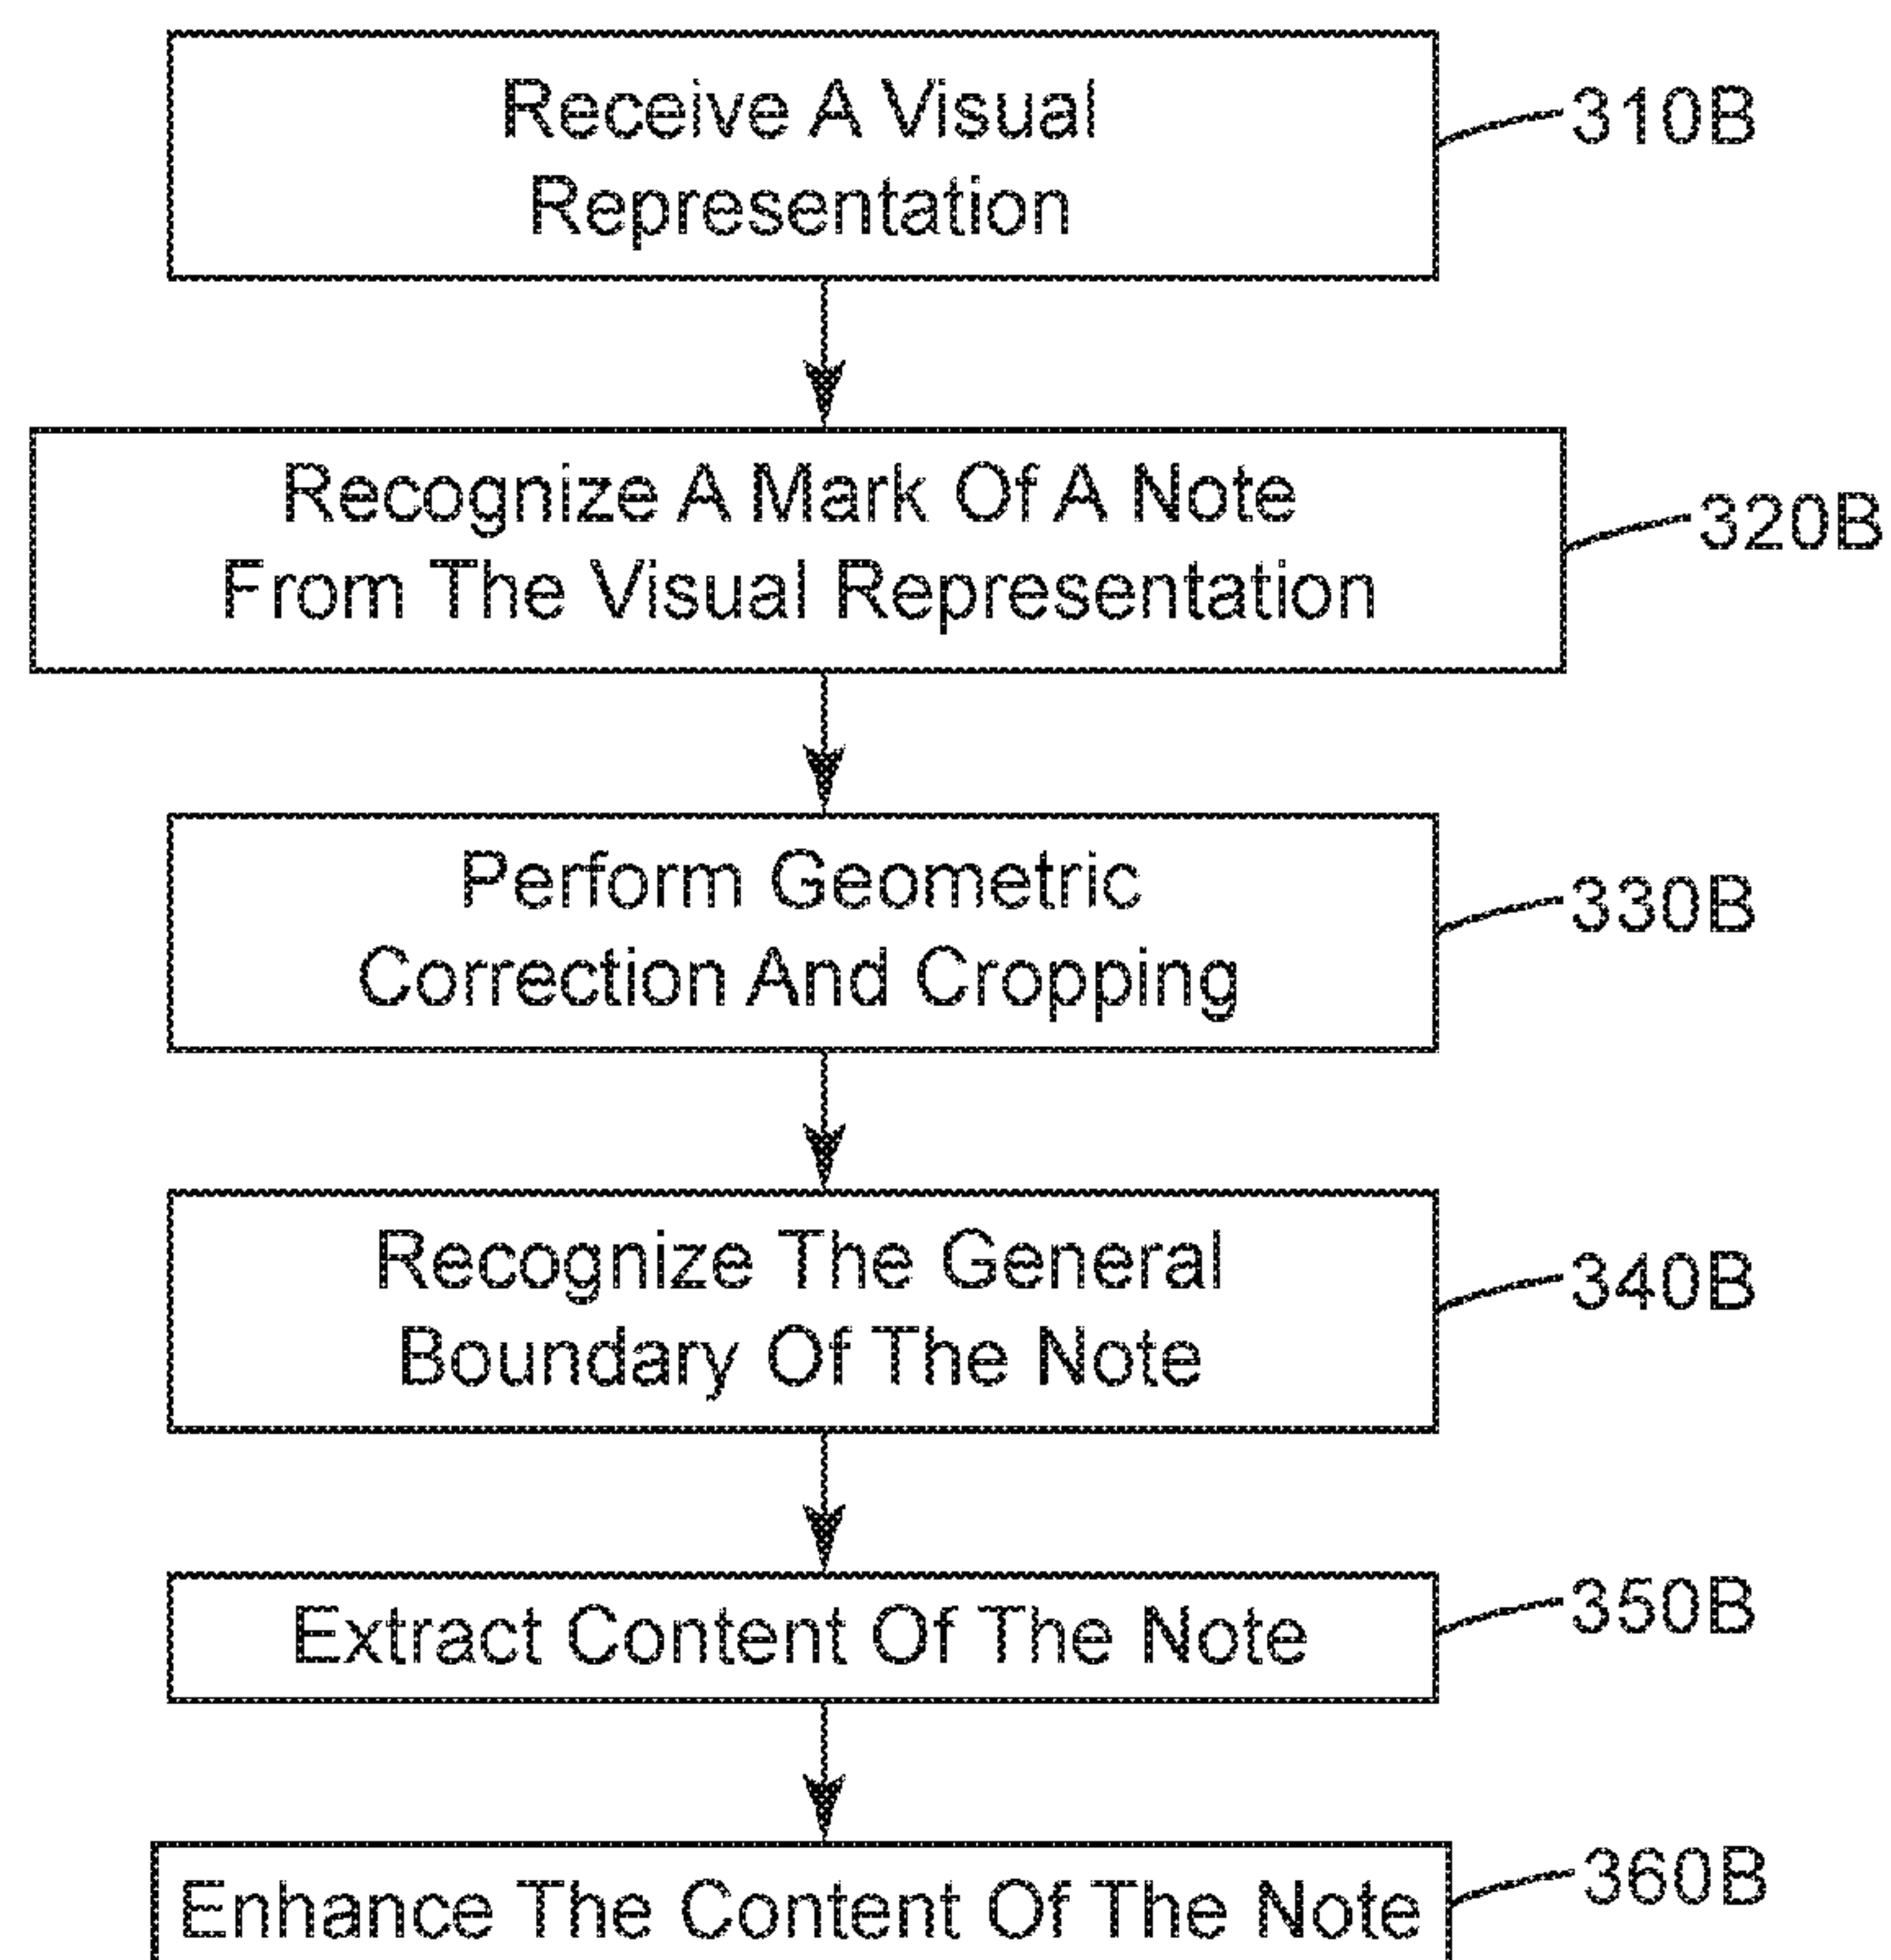 Receive A Visual
Representation
310B
Recognize A Mark Of A Note
From The Visual Representation
320B
Perform Geometric
Correction And Cropping
330B
Recognize The General
Boundary Of The Note
340B
Extract Content Of The Note
350B
Enhance The Content Of The Note
360B